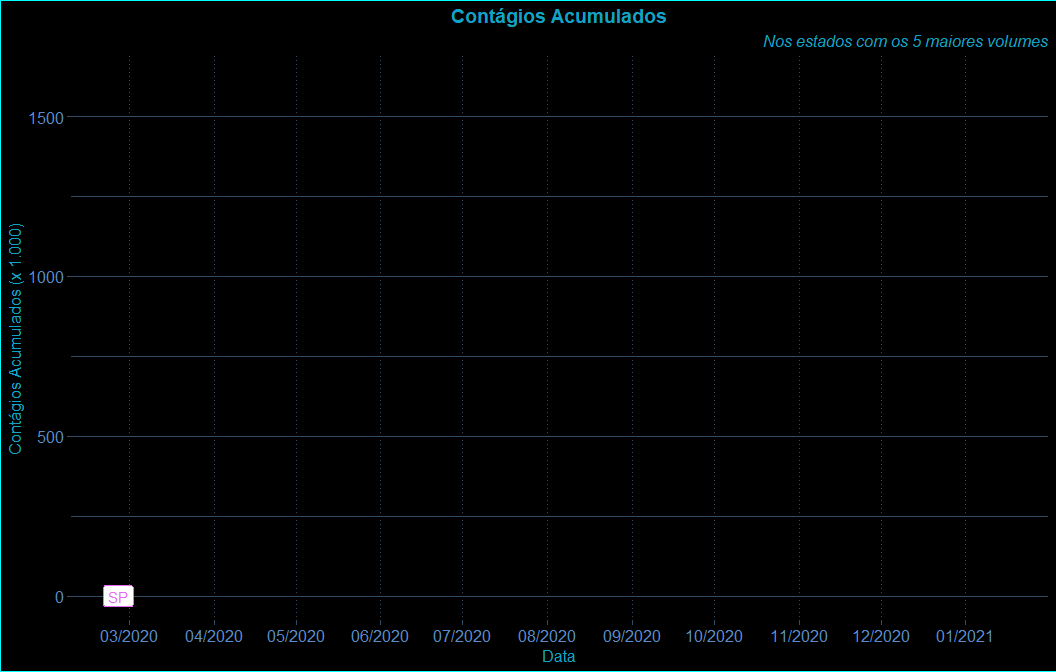 Contágios Acumulados
Nos estados com os 5 maiores volumes
Contágios Acumulados (x 1.000)
1500
1000
500
0
SP
03/2020 04/2020 05/2020 06/2020 07/2020 08/2020 09/2020 10/2020 11/2020 12/2020 01/2021
Data